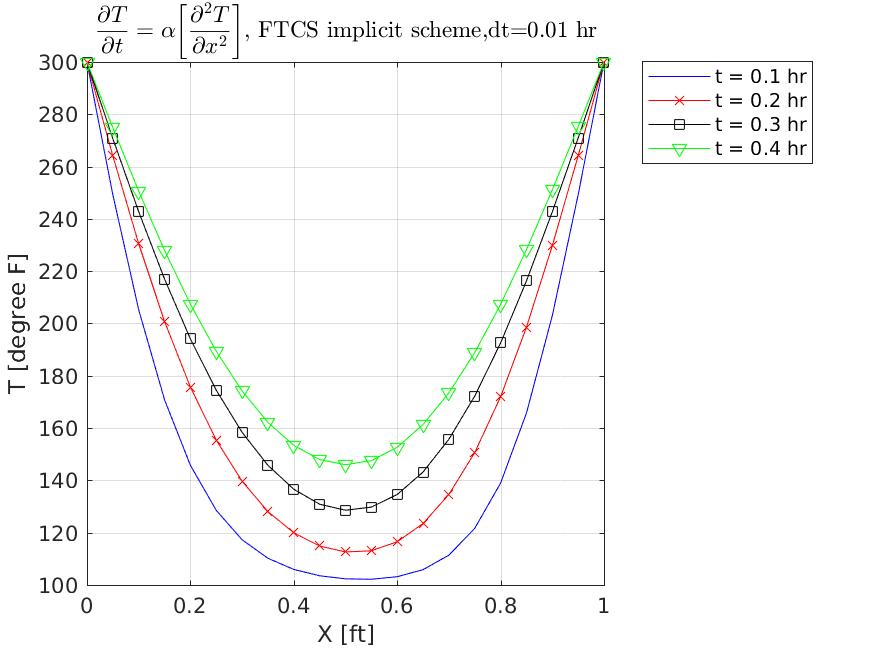 ∂T/∂t = α[∂²T/∂x²], FTCS implicit scheme,dt=0.01 hr
300
280
260
240
220
200
180
160
140
120
100
T [degree F]
0
0.2
0.4
0.6
0.8
1
X [ft]
t = 0.1 hr
t = 0.2 hr
t = 0.3 hr
t = 0.4 hr